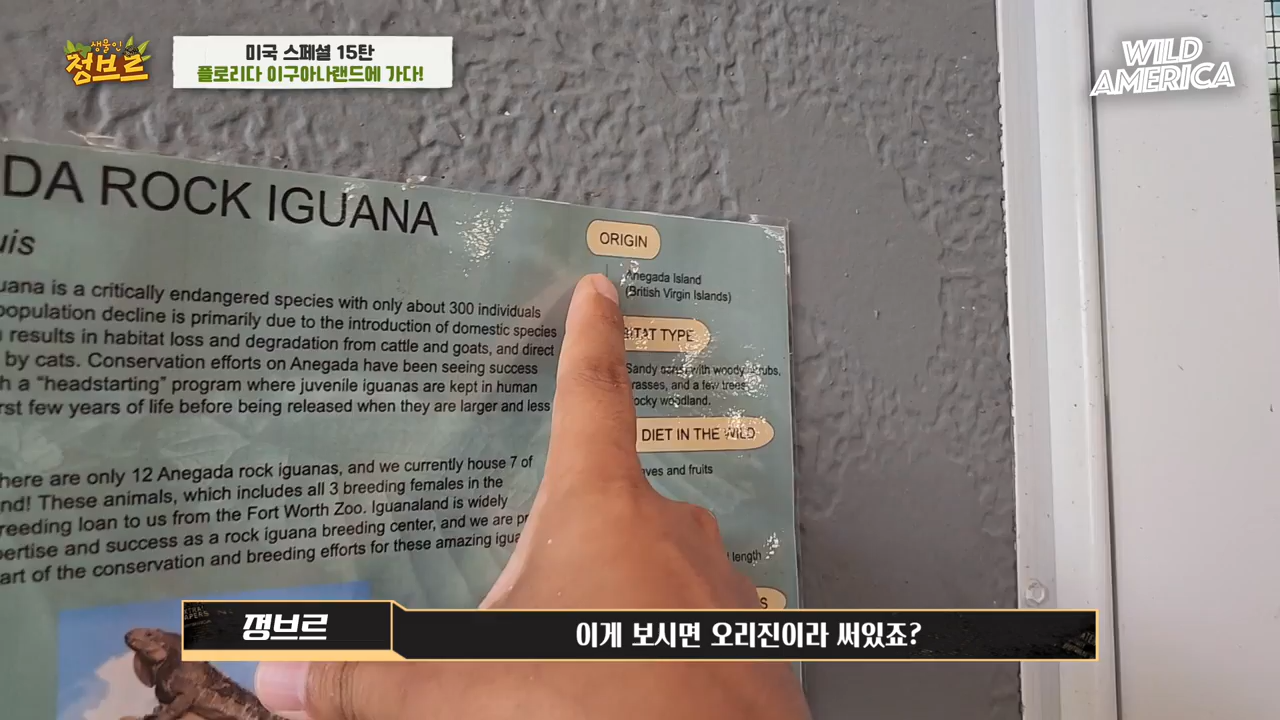 생물인
정브르
미국 스페셜 15탄
플로리다 이구아나랜드에 가다!
WILD
AMERICA
DA ROCK IGUANA
uis
uana is a critically endangered species with only about 300 individuals
population decline is primarily due to the introduction of domestic species
results in habitat loss and degradation from cattle and goats, and direct
by cats. Conservation efforts on Anegada have been seeing success
h a "headstarting" program where juvenile iguanas are kept in human
rst few years of life before being released when they are larger and less
here are only 12 Anegada rock iguanas, and we currently house 7 of
nd! These animals, which includes all 3 breeding females in the
reeding loan to us from the Fort Worth Zoo. Iguanaland is widely
pertise and success as a rock iguana breeding center, and we are pr
art of the conservation and breeding efforts for these amazing igua
ORIGIN
Anegada Island
(British Virgin Islands)
BITAT TYPE
Sandy with woody shrubs,
rasses, and a few trees
rocky woodland.
DIET IN THE WILD
ves and fruits
length
S
정브르
이게 보시면 오리진이라 써있죠?